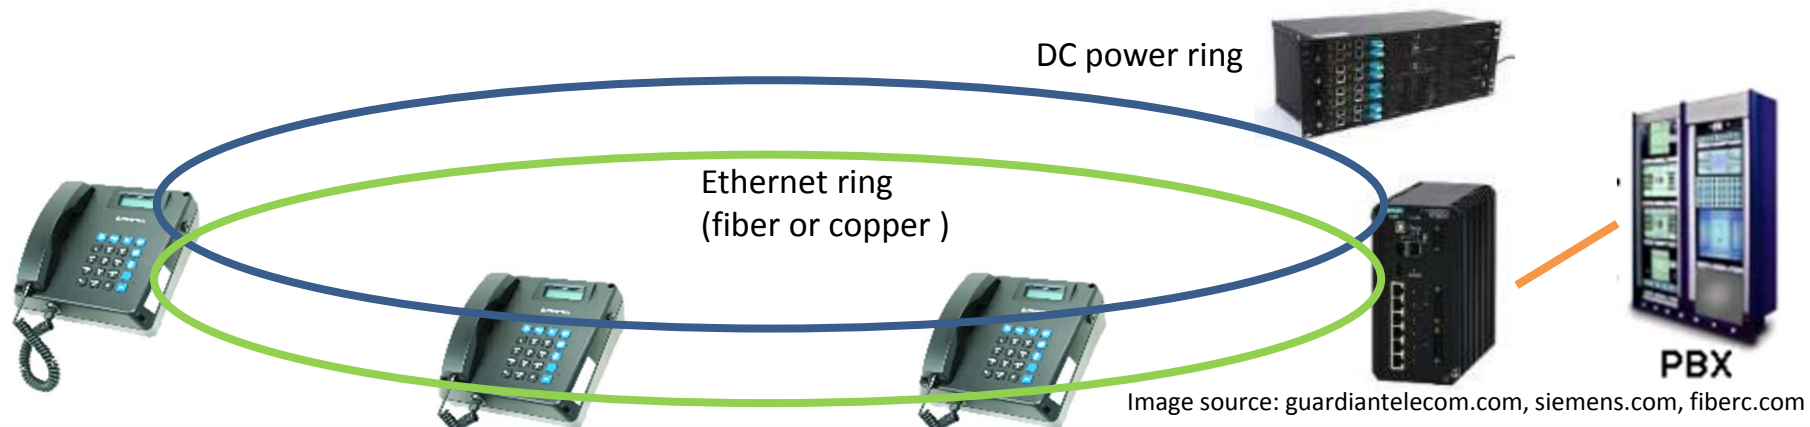 DC power ring
Ethernet ring
(fiber or copper )
PBX
Image source: guardiantelecom.com, siemens.com, fiberc.com